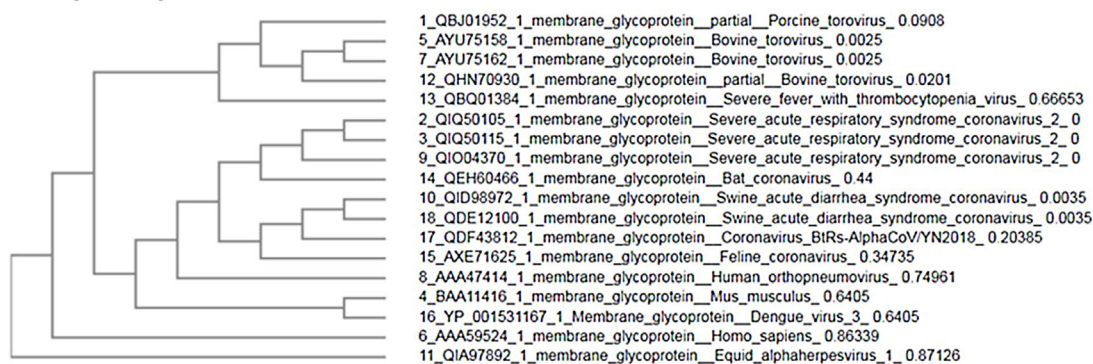 1_QBJ01952_1_membrane_glycoprotein__partial__Porcine_torovirus_ 0.0908
5_AYU75158_1_membrane_glycoprotein__Bovine_torovirus_ 0.0025
7_AYU75162_1_membrane_glycoprotein__Bovine_torovirus_ 0.0025
12_QHN70930_1_membrane_glycoprotein__partial__Bovine_torovirus_ 0.0201
13_QBQ01384_1_membrane_glycoprotein__Severe_fever_with_thrombocytopenia_virus_ 0.66653
2_QIQ50105_1_membrane_glycoprotein__Severe_acute_respiratory_syndrome_coronavirus_2_ 0
3_QIQ50115_1_membrane_glycoprotein__Severe_acute_respiratory_syndrome_coronavirus_2_ 0
9_QIO04370_1_membrane_glycoprotein__Severe_acute_respiratory_syndrome_coronavirus_2_ 0
14_QEH60466_1_membrane_glycoprotein__Bat_coronavirus_ 0.44
10_QID98972_1_membrane_glycoprotein__Swine_acute_diarrhea_syndrome_coronavirus_ 0.0035
18_QDE12100_1_membrane_glycoprotein__Swine_acute_diarrhea_syndrome_coronavirus_ 0.0035
17_QDF43812_1_membrane_glycoprotein__Coronavirus_BtRs-AlphaCoV/YN2018_ 0.20385
15_AXE71625_1_membrane_glycoprotein__Feline_coronavirus_ 0.34735
8_AAA47414_1_membrane_glycoprotein__Human_orthopneumovirus_ 0.74961
4_BAA11416_1_membrane_glycoprotein__Mus_musculus_ 0.6405
16_YP_001531167_1_Membrane_glycoprotein__Dengue_virus_3_ 0.6405
6_AAA59524_1_membrane_glycoprotein__Homo_sapiens_ 0.86339
11_QIA97892_1_membrane_glycoprotein__Equid_alphaherpesvirus_1_ 0.87126